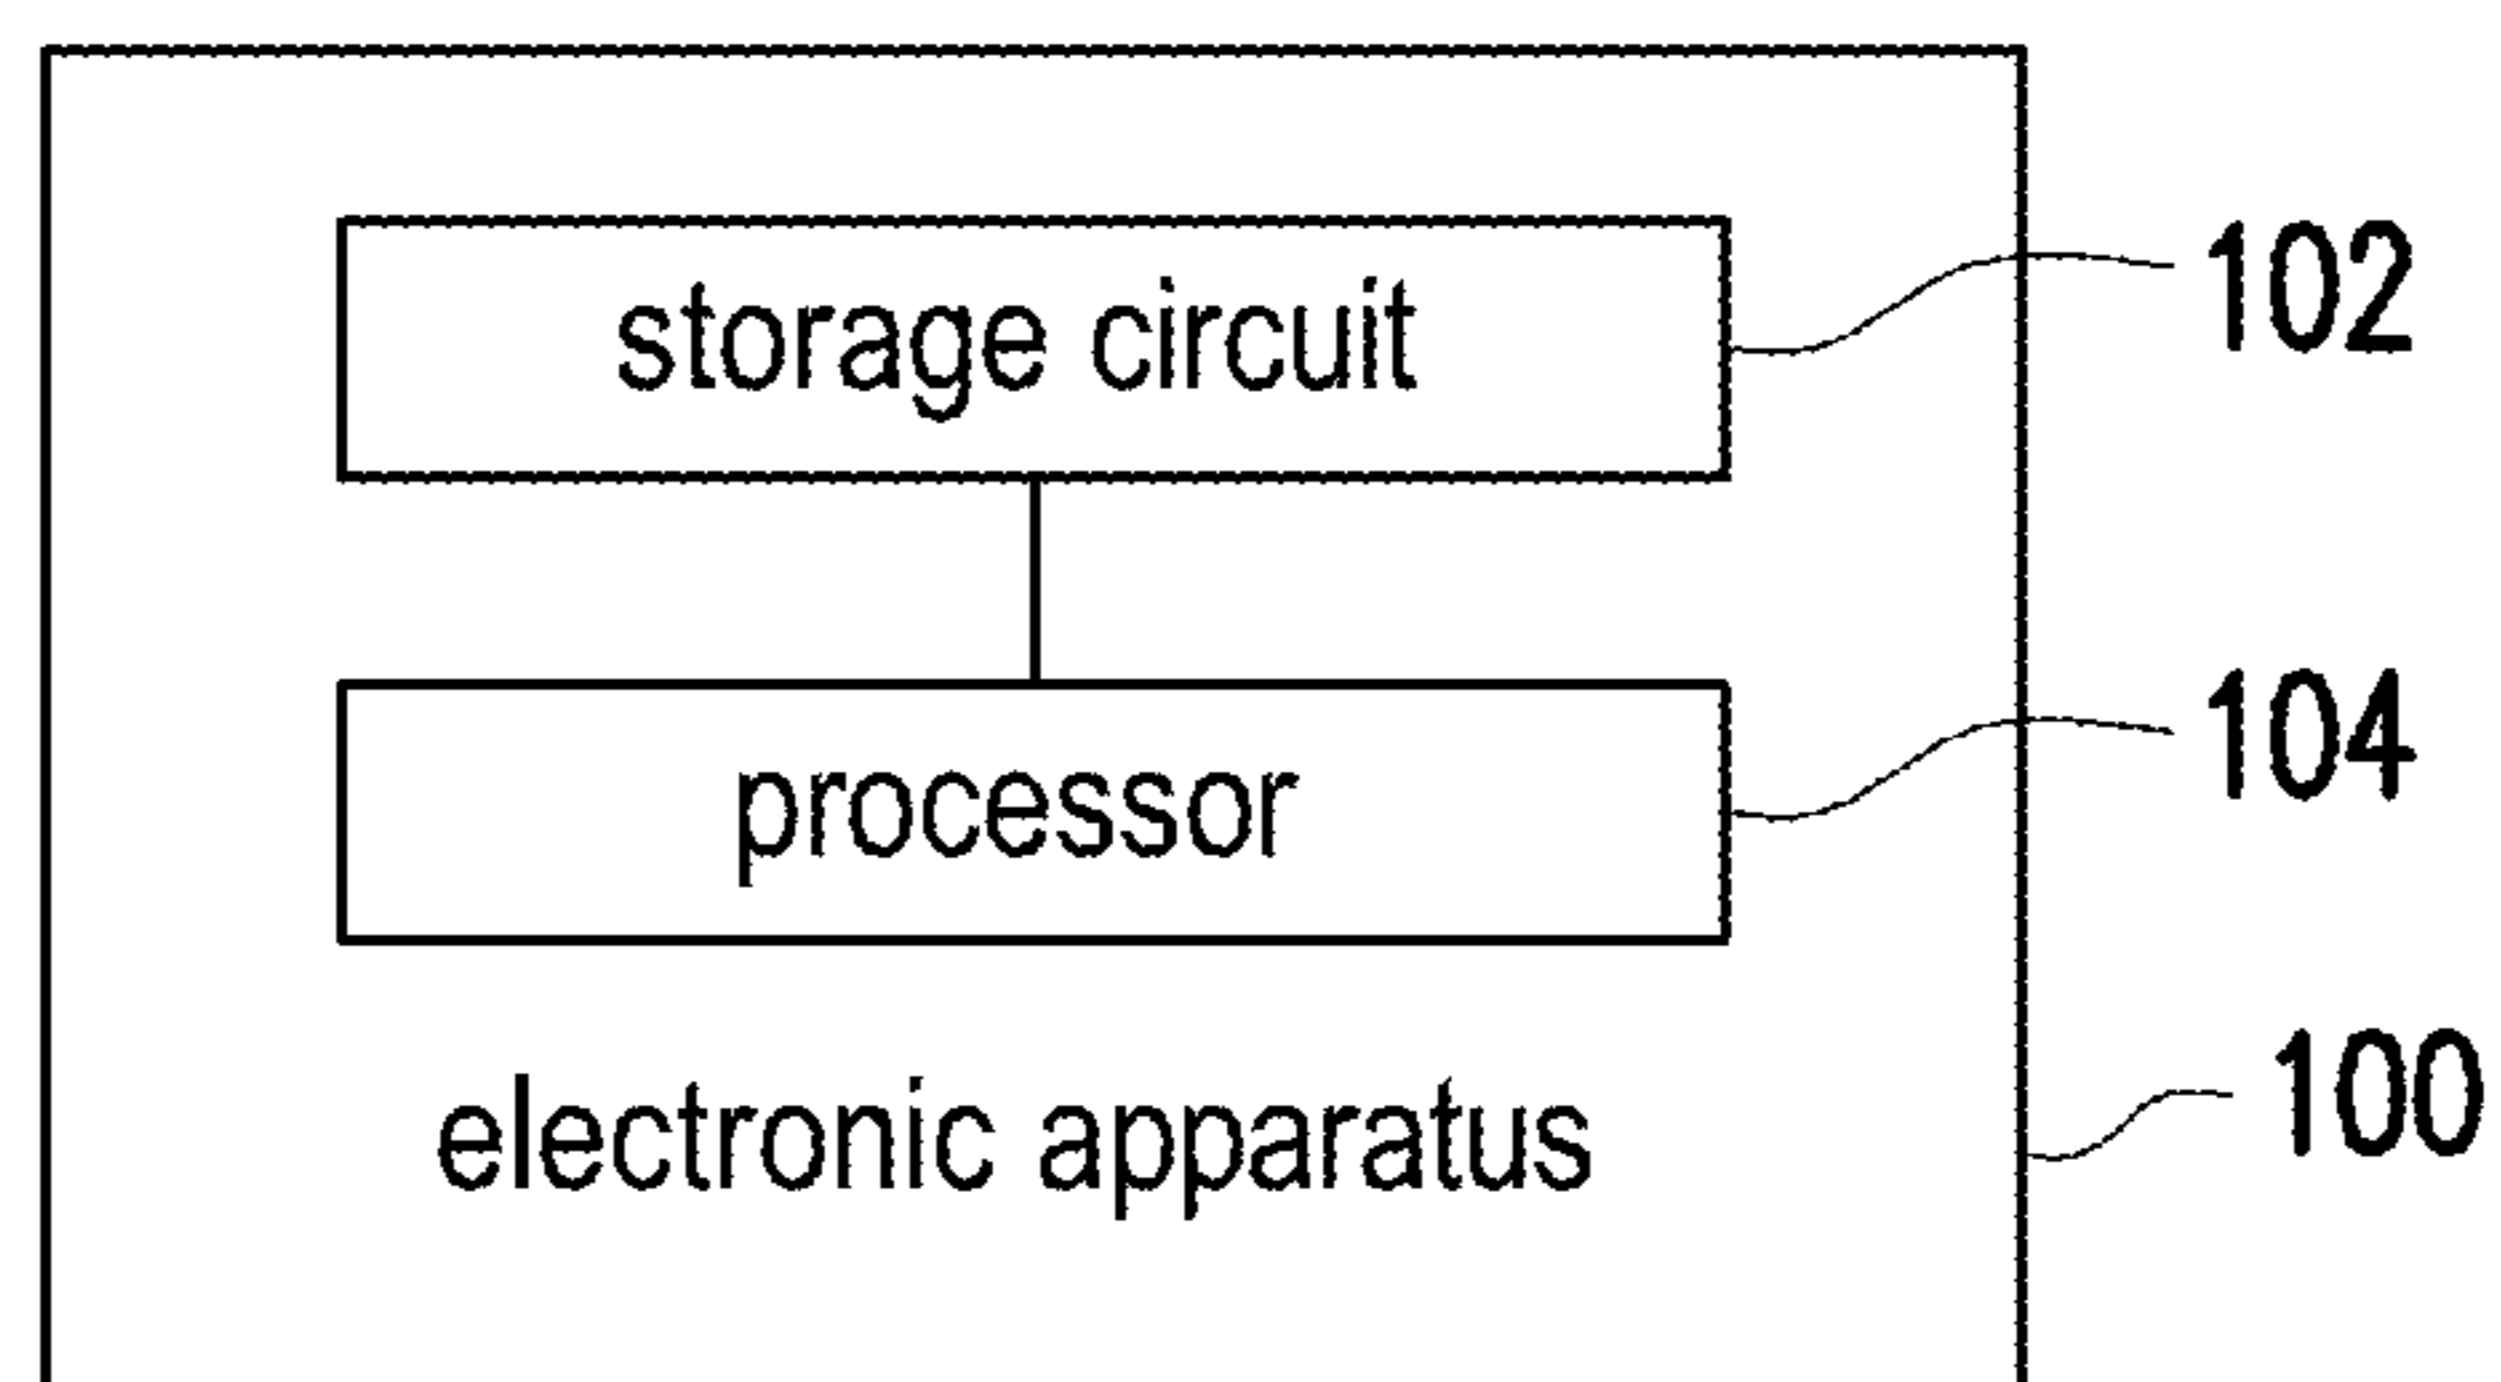 storage circuit
102
processor
104
electronic apparatus
100